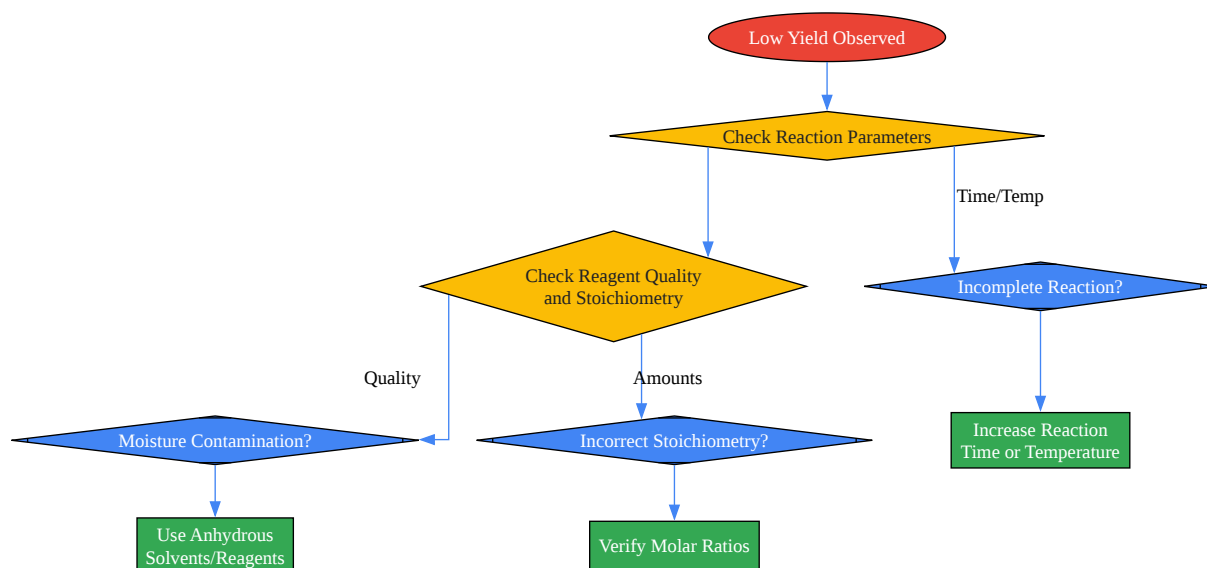 Low Yield Observed
Check Reaction Parameters
Time/Temp
Check Reagent Quality
and Stoichiometry
Incomplete Reaction?
Quality
Amounts
Moisture Contamination?
Incorrect Stoichiometry?
Increase Reaction
Time or Temperature
Use Anhydrous
Solvents/Reagents
Verify Molar Ratios